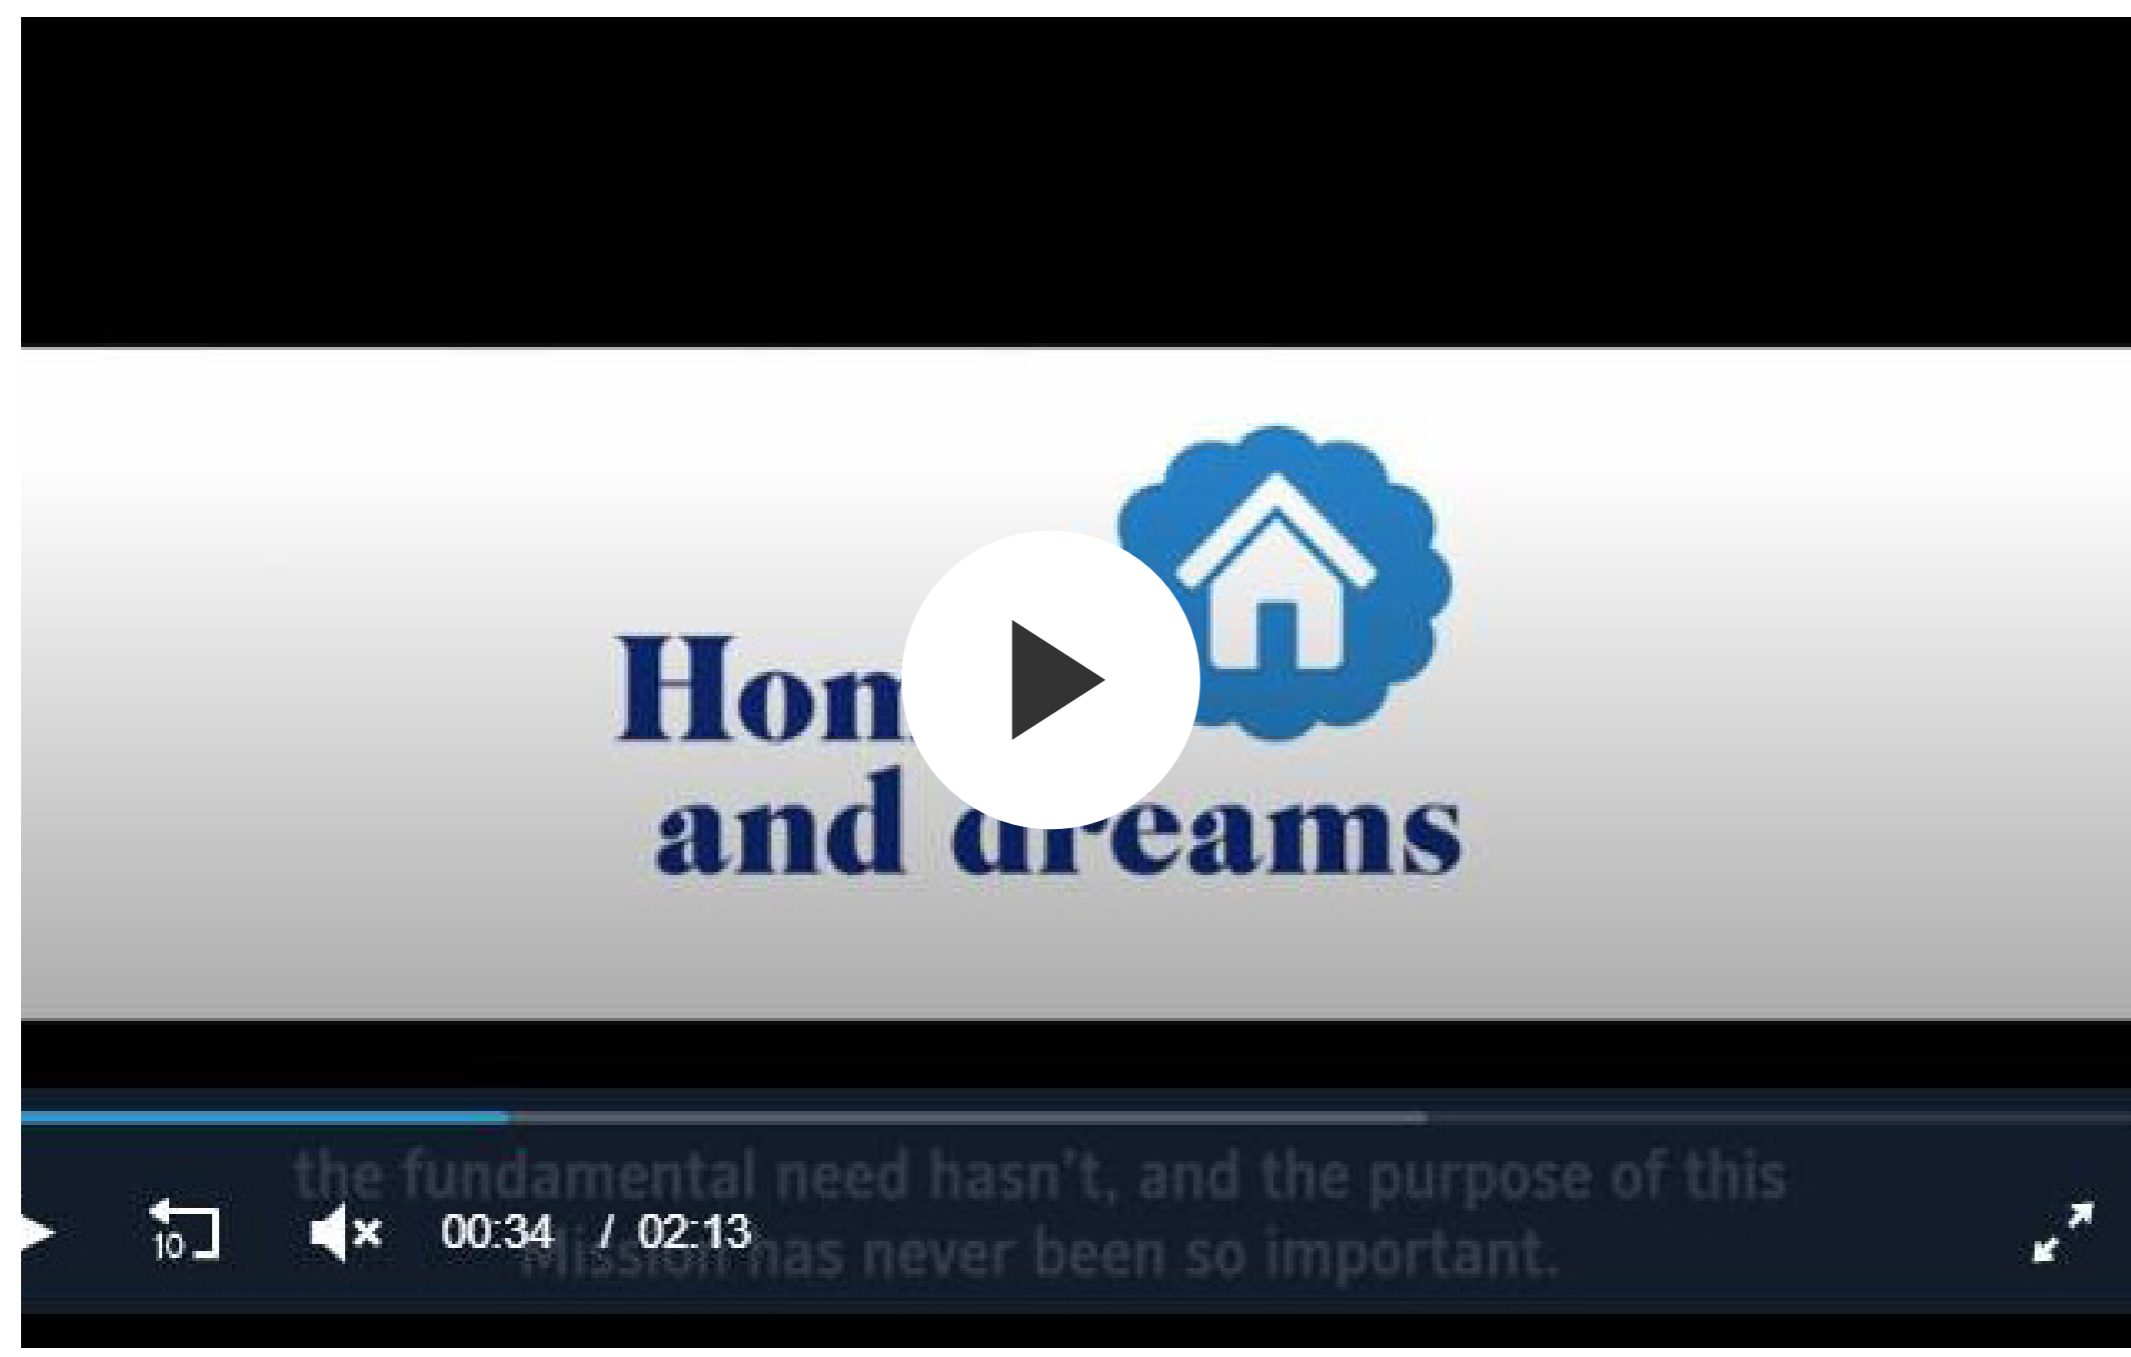 and dreams
the fundamental need hasn't, and the purpose of this
Mission has never been so important.
10
00:34 / 02:13